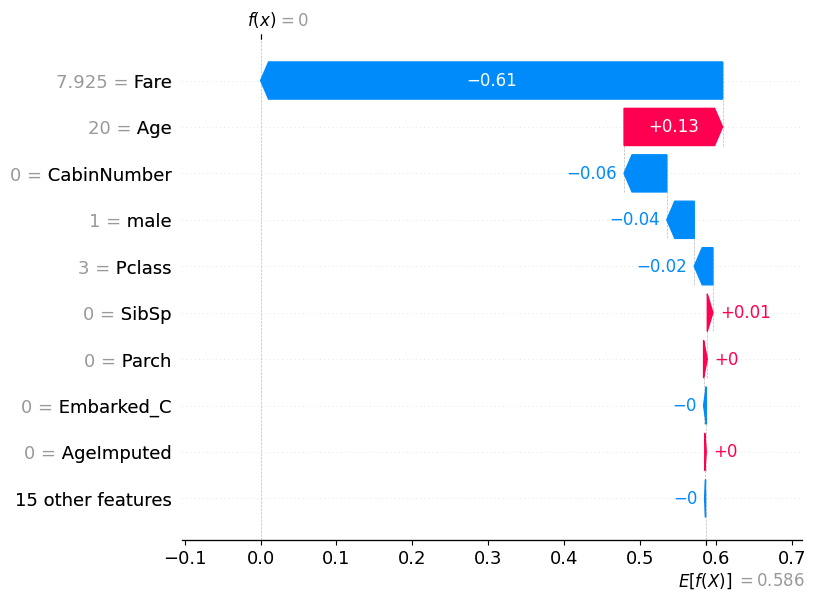 f(x) = 0
7.925 = Fare
−0.61
20 = Age
+0.13
0 = CabinNumber
−0.06
1 = male
−0.04
3 = Pclass
−0.02
0 = SibSp
+0.01
0 = Parch
+0
0 = Embarked_C
−0
0 = AgeImputed
+0
15 other features
−0
−0.1 0.0 0.1 0.2 0.3 0.4 0.5 0.6 0.7
E[f(X)] = 0.586